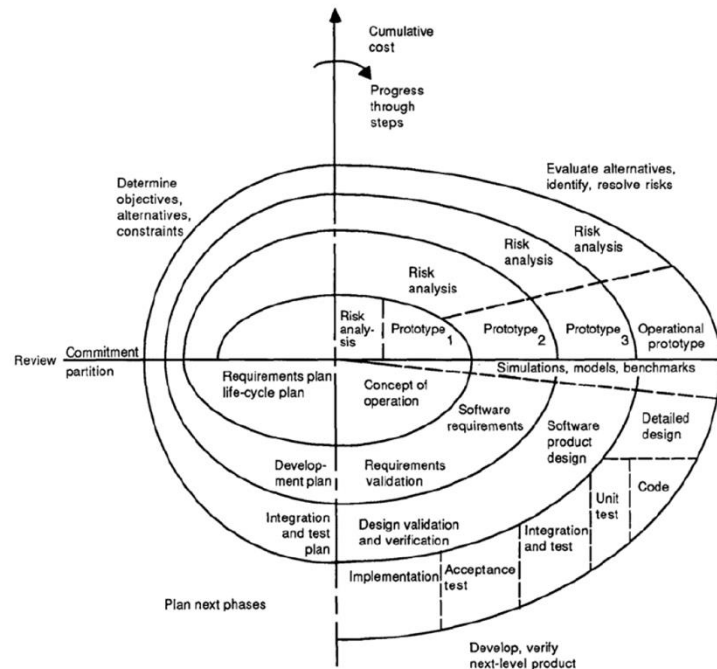 Cumulative
cost
Progress
through
steps
Determine
objectives,
alternatives,
constraints
Evaluate alternatives,
identify, resolve risks
Risk
analysis
Risk
analysis
Risk
analysis
Risk
analy-
sis
Prototype 1
Prototype 2
Prototype 3
Operational
prototype
Review
Commitment
partition
Simulations, models, benchmarks
Requirements plan
life-cycle plan
Concept of
operation
Software
requirements
Software
product
design
Detailed
design
Develop-
ment plan
Requirements
validation
Code
Unit
test
Integration
and test
plan
Design validation
and verification
Integration
and test
Implementation
Acceptance
test
Plan next phases
Develop, verify
next-level product